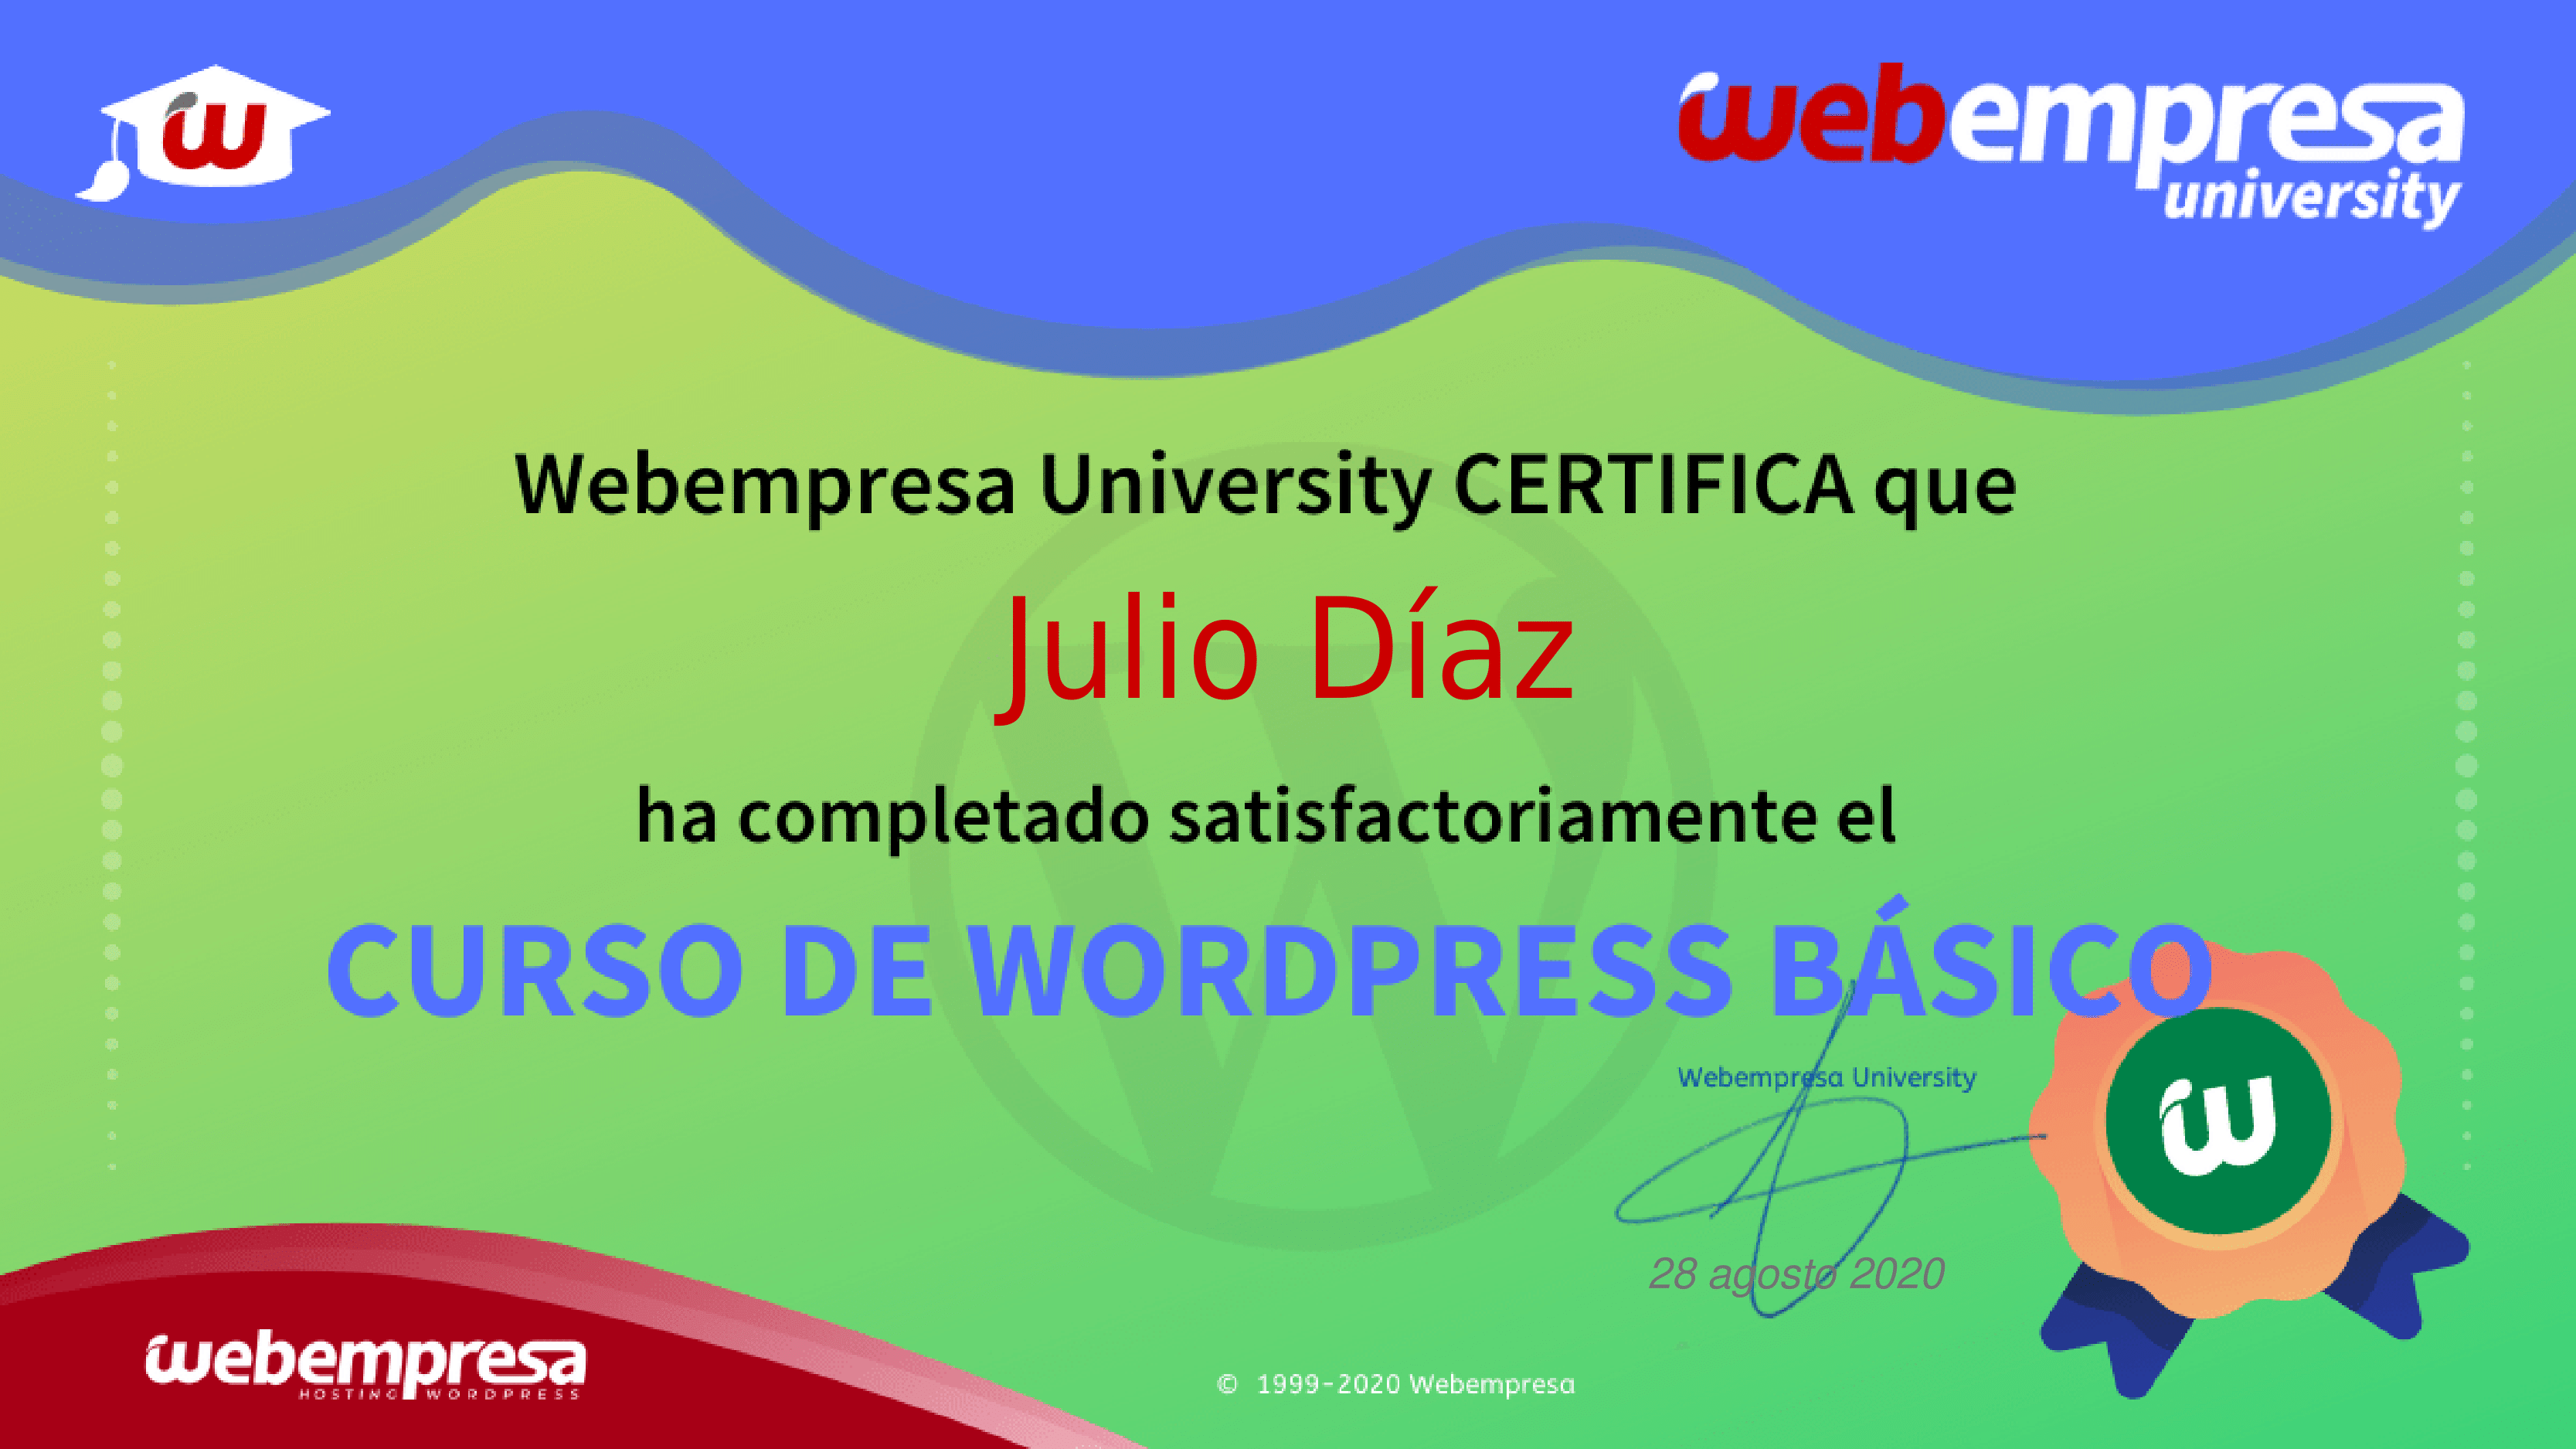 w
webempresa
university
Webempresa University CERTIFICA que
Julio Díaz
ha completado satisfactoriamente el
CURSO DE WORDPRESS BÁSICO
Webempresa University
w
28 agosto 2020
webempresa
HOSTING WORDPRESS
© 1999-2020 Webempresa